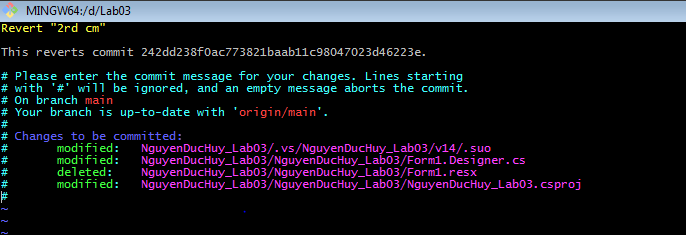 MINGW64:/d/Lab03
Revert "2rd cm"
This reverts commit 242dd238f0ac773821baab11c98047023d46223e.
# Please enter the commit message for your changes. Lines starting
# with '#' will be ignored, and an empty message aborts the commit.
# On branch main
# Your branch is up-to-date with 'origin/main'.
#
# Changes to be committed:
#       modified:   NguyenDucHuy_Lab03/.vs/NguyenDucHuy_Lab03/v14/.suo
#       modified:   NguyenDucHuy_Lab03/NguyenDucHuy_Lab03/Form1.Designer.cs
#       deleted:    NguyenDucHuy_Lab03/NguyenDucHuy_Lab03/Form1.resx
#       modified:   NguyenDucHuy_Lab03/NguyenDucHuy_Lab03/NguyenDucHuy_Lab03.csproj
#
~
~
~